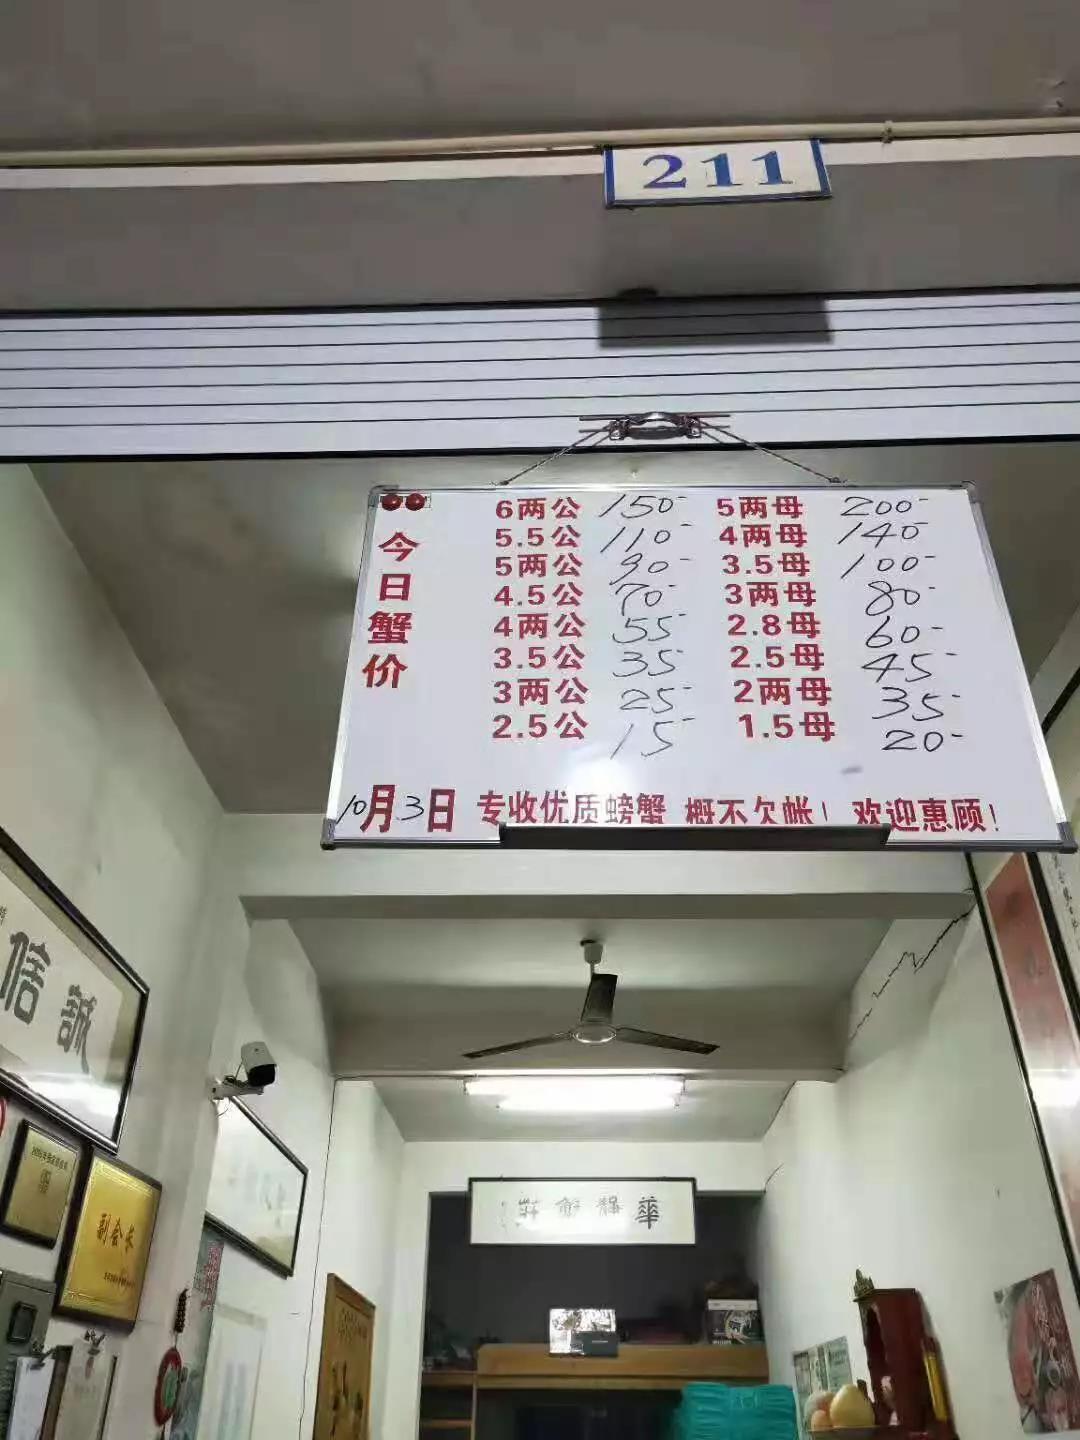 211
今日蟹价
6两公 150- 5两母 200-
5.5公 110- 4两母 140-
5两公 90- 3.5母 100-
4.5公 70- 3两母 80-
4两公 55- 2.8母 60-
3.5公 35- 2.5母 45-
3两公 25- 2两母 35-
2.5公 15- 1.5母 20-
10月3日 专收优质螃蟹 概不欠帐！ 欢迎惠顾！
信誠
副会长
華靜蟹莊